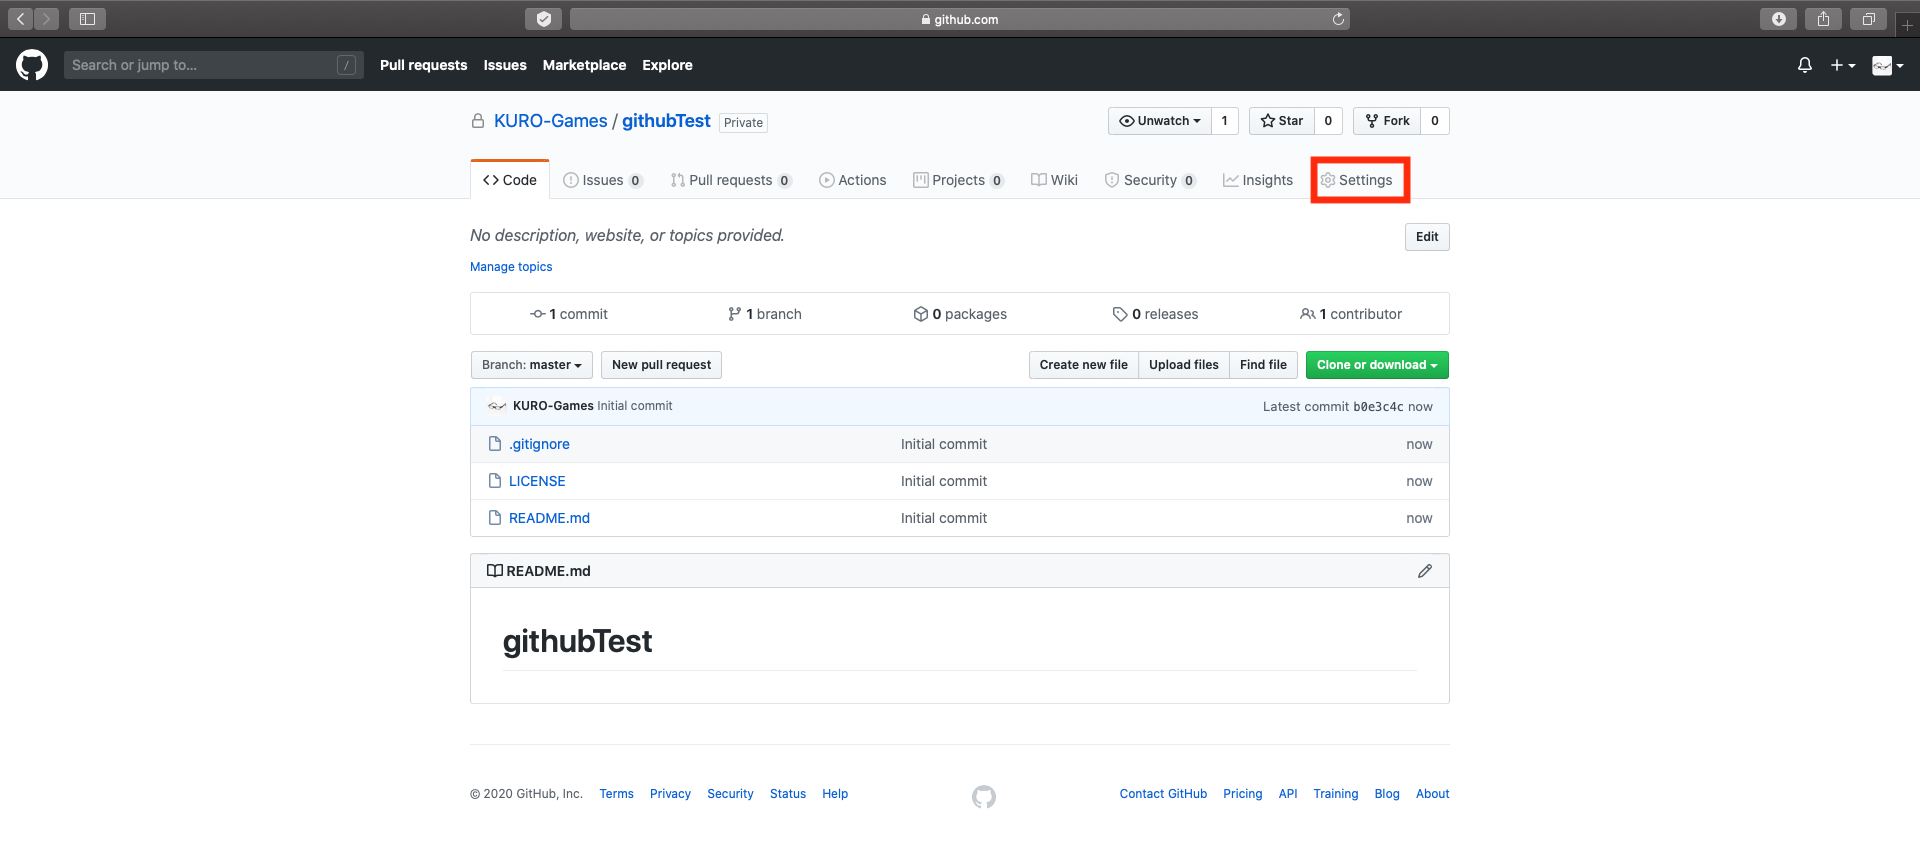 github.com
Search or jump to... /
Pull requests Issues Marketplace Explore
KURO-Games / githubTest Private
Unwatch 1 Star 0 Fork 0
Code Issues 0 Pull requests 0 Actions Projects 0 Wiki Security 0 Insights Settings
No description, website, or topics provided. Edit
Manage topics
1 commit 1 branch 0 packages 0 releases 1 contributor
Branch: master New pull request Create new file Upload files Find file Clone or download
KURO-Games Initial commit Latest commit b0e3c4c now
.gitignore Initial commit now
LICENSE Initial commit now
README.md Initial commit now
README.md
githubTest
© 2020 GitHub, Inc. Terms Privacy Security Status Help Contact GitHub Pricing API Training Blog About